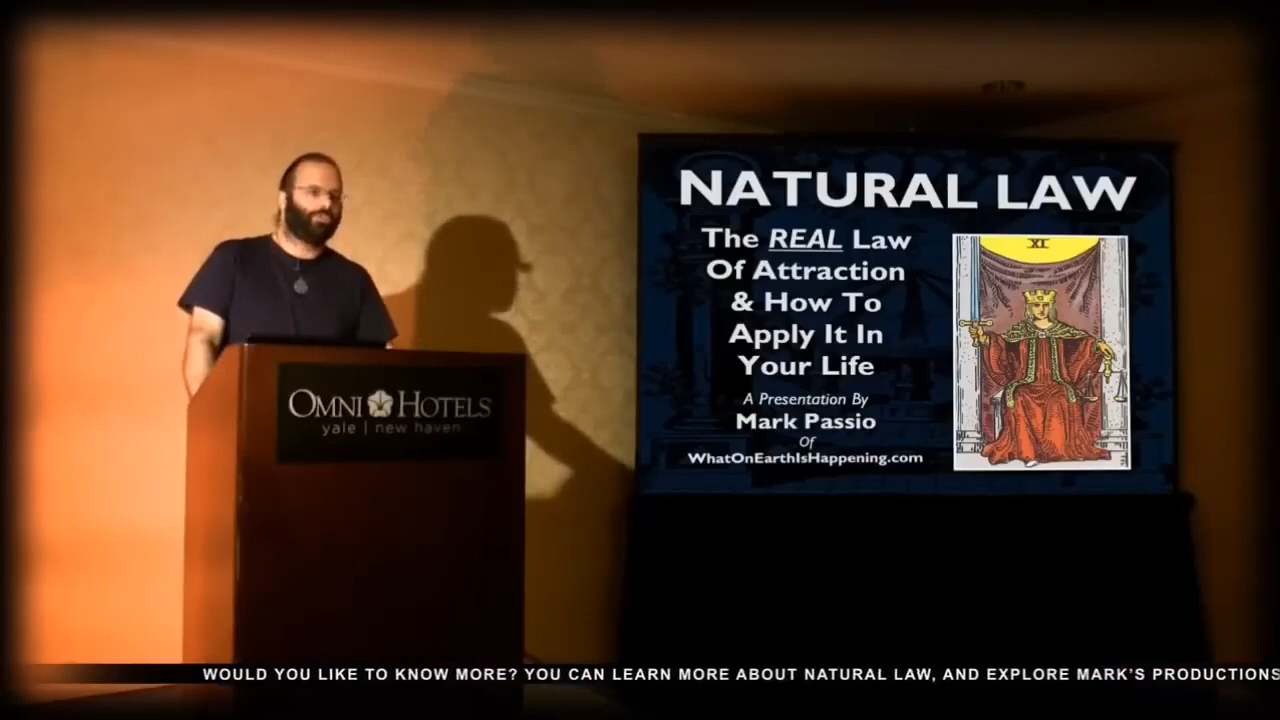 NATURAL LAW
The REAL Law
Of Attraction
& How To
Apply It In
Your Life
A Presentation By
Mark Passio
Of
WhatOnEarthIsHappening.com
XI
OMNI HOTELS
yale | new haven
WOULD YOU LIKE TO KNOW MORE? YOU CAN LEARN MORE ABOUT NATURAL LAW, AND EXPLORE MARK'S PRODUCTIONS